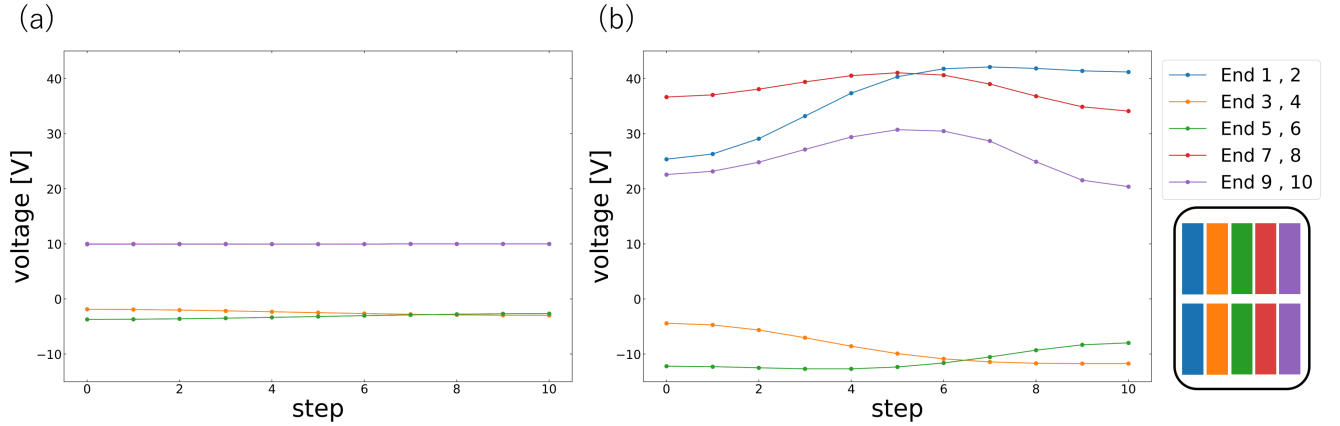 (a)
voltage [V]
40
30
20
10
0
−10
0 2 4 6 8 10
step
(b)
voltage [V]
40
30
20
10
0
−10
0 2 4 6 8 10
step
End 1 , 2
End 3 , 4
End 5 , 6
End 7 , 8
End 9 , 10